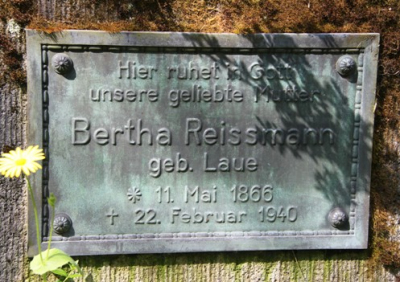 Hier ruhet in Gott
unsere geliebte Mutter
Bertha Reissmann
geb. Laue
* 11. Mai 1866
† 22. Februar 1940